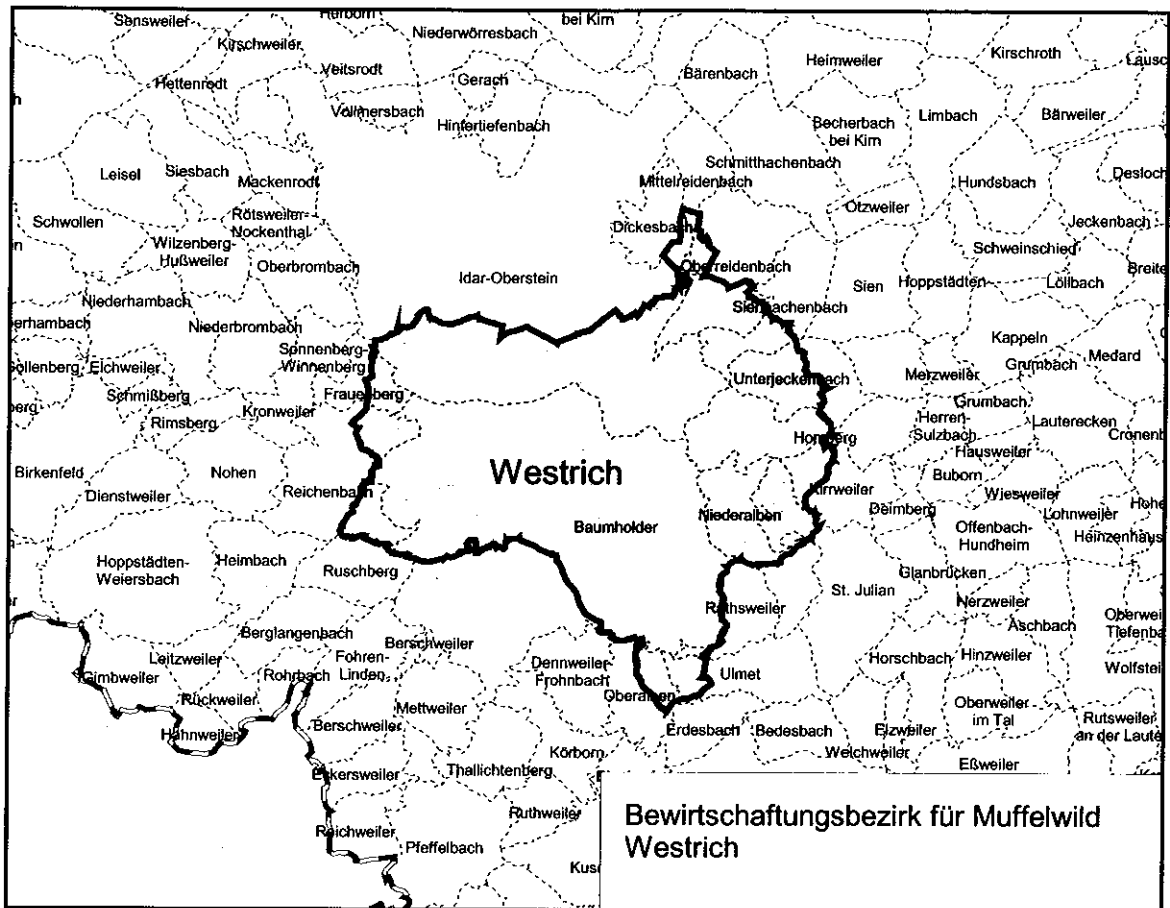 Sensweiler
Herborn
Niederwörresbach
bei Kirn
Kirschweiler
Kirschroth
Heimweiler
Veitsrodt
Gerach
Bärenbach
Hettenrodt
Vollmersbach
Hintertiefenbach
Limbach
Bärweiler
Becherbach
bei Kirn
Schmitthachenbach
Leisel
Siesbach
Mackenrodt
Mittelreidenbach
Hundsbach
Schwollen
Rötsweiler-
Nockenthal
Otzweiler
Jeckenbach
Dickesbach
Wilzenberg-
Hußweiler
Schweinschied
Oberbrombach
Idar-Oberstein
Oberreidenbach
Sien
Hoppstädten
Löllbach
Niederhambach
Sienhachenbach
Niederbrombach
Kappeln
Sonnenberg-
Winnenberg
Medard
Eichweiler
Unterjeckenbach
Merzweiler
Grumbach
Schmißberg
Frauenberg
Grumbach
Rimsberg
Kronweiler
Herren-
Sulzbach
Lauterecken
Homberg
Hausweiler
Birkenfeld
Nohen
Westrich
Buborn
Dienstweiler
Reichenbach
Kirrweiler
Wiesweiler
Deimberg
Lohnweiler
Niederalben
Baumholder
Offenbach-
Hundheim
Heinzenhaus
Hoppstädten-
Weiersbach
Heimbach
Ruschberg
Glanbrücken
St. Julian
Nerzweiler
Rathsweiler
Aschbach
Berglangenbach
Berschweiler
Leitzweiler
Fohren-
Linden
Dennweiler-
Frohnbach
Horschbach
Hinzweiler
Wolfstein
Gimbweiler
Rohrbach
Ulmet
Rückweiler
Oberalben
Mettweiler
Oberweiler
im Tal
Hahnweiler
Berschweiler
Erdesbach
Bedesbach
Elzweiler
Rutsweiler
an der Laute
Körborn
Welchweiler
Eckersweiler
Thallichtenberg
Eßweiler
Ruthweiler
Reichweiler
Pfeffelbach
Bewirtschaftungsbezirk für Muffelwild
Westrich